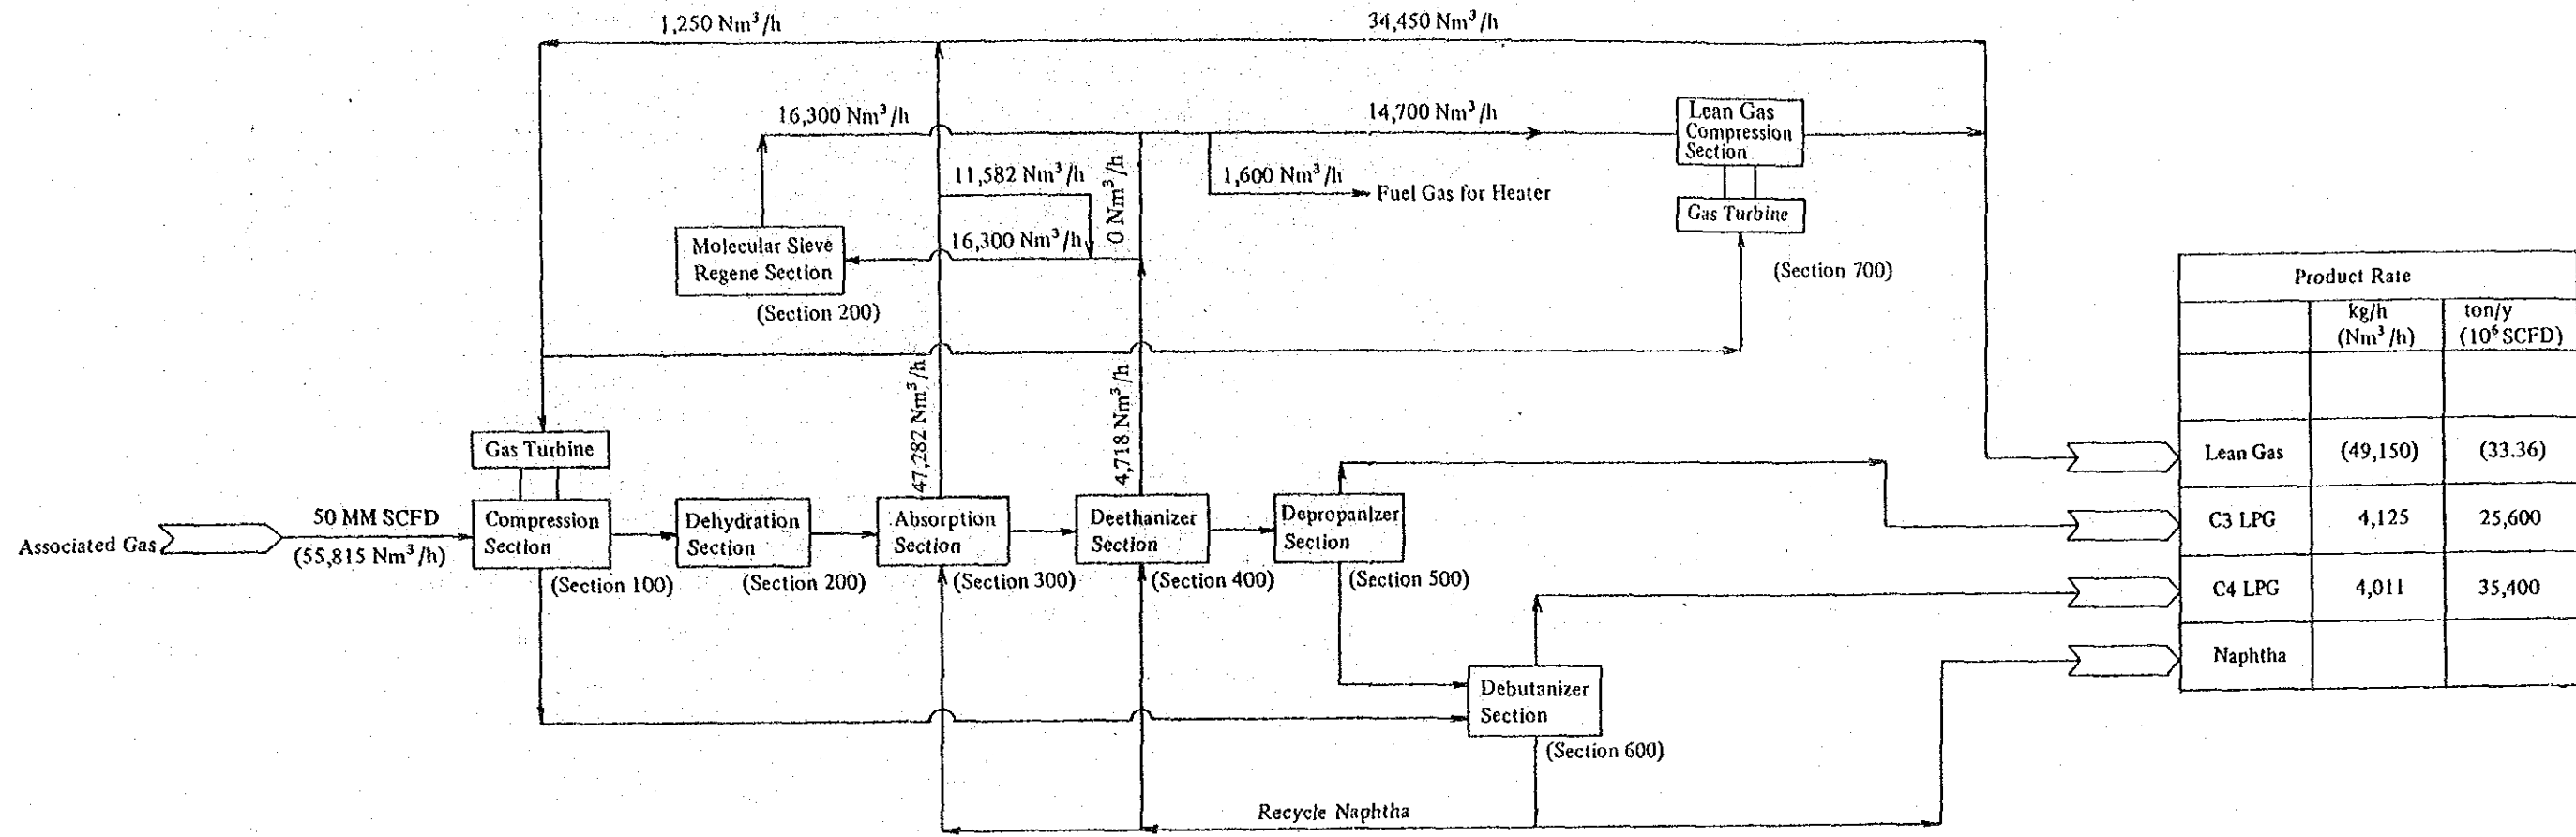 1,250 Nm³/h
34,450 Nm³/h
16,300 Nm³/h
14,700 Nm³/h
Lean Gas
Compression
Section
11,582 Nm³/h
0 Nm³/h
1,600 Nm³/h
Fuel Gas for Heater
Gas Turbine
Molecular Sieve
Regene Section
16,300 Nm³/h
(Section 700)
(Section 200)
Product Rate
kg/h
(Nm³/h)
ton/y
(10⁶ SCFD)
47,282 Nm³/h
4,718 Nm³/h
Gas Turbine
Lean Gas
(49,150)
(33.36)
Associated Gas
50 MM SCFD
(55,815 Nm³/h)
Compression
Section
Dehydration
Section
Absorption
Section
Deethanizer
Section
Depropanizer
Section
C3 LPG
4,125
25,600
(Section 100)
(Section 200)
(Section 300)
(Section 400)
(Section 500)
C4 LPG
4,011
35,400
Naphtha
Debutanizer
Section
(Section 600)
Recycle Naphtha